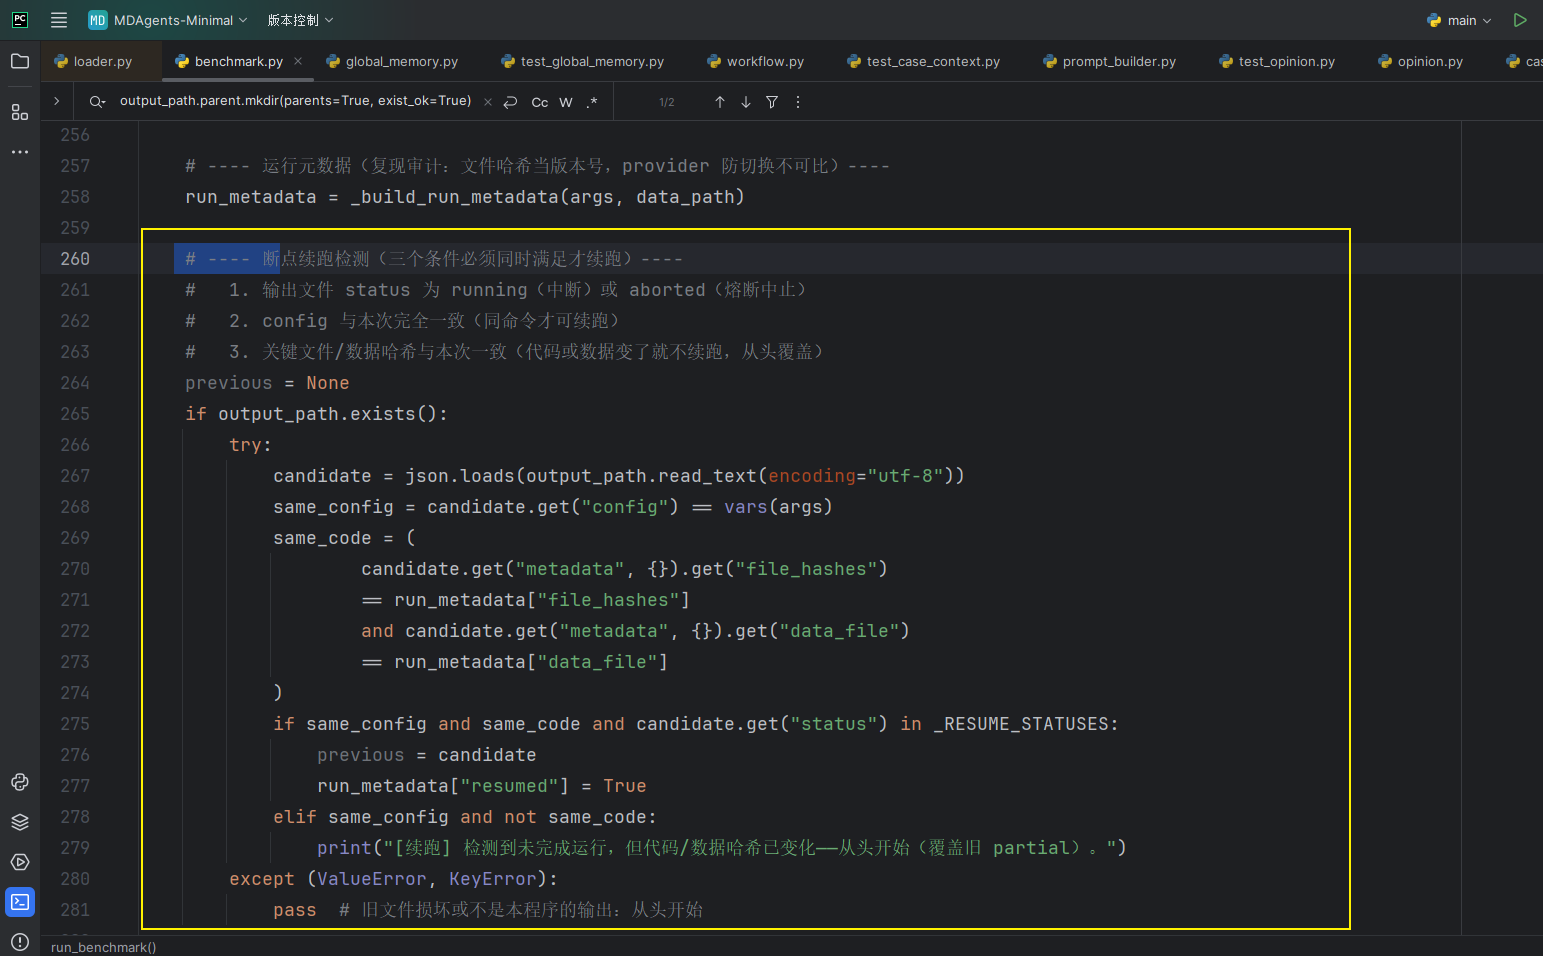 PC
MD MDAgents-Minimal 版本控制 main
loader.py benchmark.py × global_memory.py test_global_memory.py workflow.py test_case_context.py prompt_builder.py test_opinion.py opinion.py cas
output_path.parent.mkdir(parents=True, exist_ok=True) × Cc W .* 1/2
256
257 # ---- 运行元数据（复现审计：文件哈希当版本号，provider 防切换不可比）----
258 run_metadata = _build_run_metadata(args, data_path)
259
260 # ---- 断点续跑检测（三个条件必须同时满足才续跑）----
261 #   1. 输出文件 status 为 running（中断）或 aborted（熔断中止）
262 #   2. config 与本次完全一致（同命令才可续跑）
263 #   3. 关键文件/数据哈希与本次一致（代码或数据变了就不续跑，从头覆盖）
264 previous = None
265 if output_path.exists():
266     try:
267         candidate = json.loads(output_path.read_text(encoding="utf-8"))
268         same_config = candidate.get("config") == vars(args)
269         same_code = (
270                 candidate.get("metadata", {}).get("file_hashes")
271                 == run_metadata["file_hashes"]
272                 and candidate.get("metadata", {}).get("data_file")
273                 == run_metadata["data_file"]
274         )
275         if same_config and same_code and candidate.get("status") in _RESUME_STATUSES:
276             previous = candidate
277             run_metadata["resumed"] = True
278         elif same_config and not same_code:
279             print("[续跑] 检测到未完成运行，但代码/数据哈希已变化——从头开始（覆盖旧 partial）。")
280     except (ValueError, KeyError):
281         pass  # 旧文件损坏或不是本程序的输出：从头开始
run_benchmark()